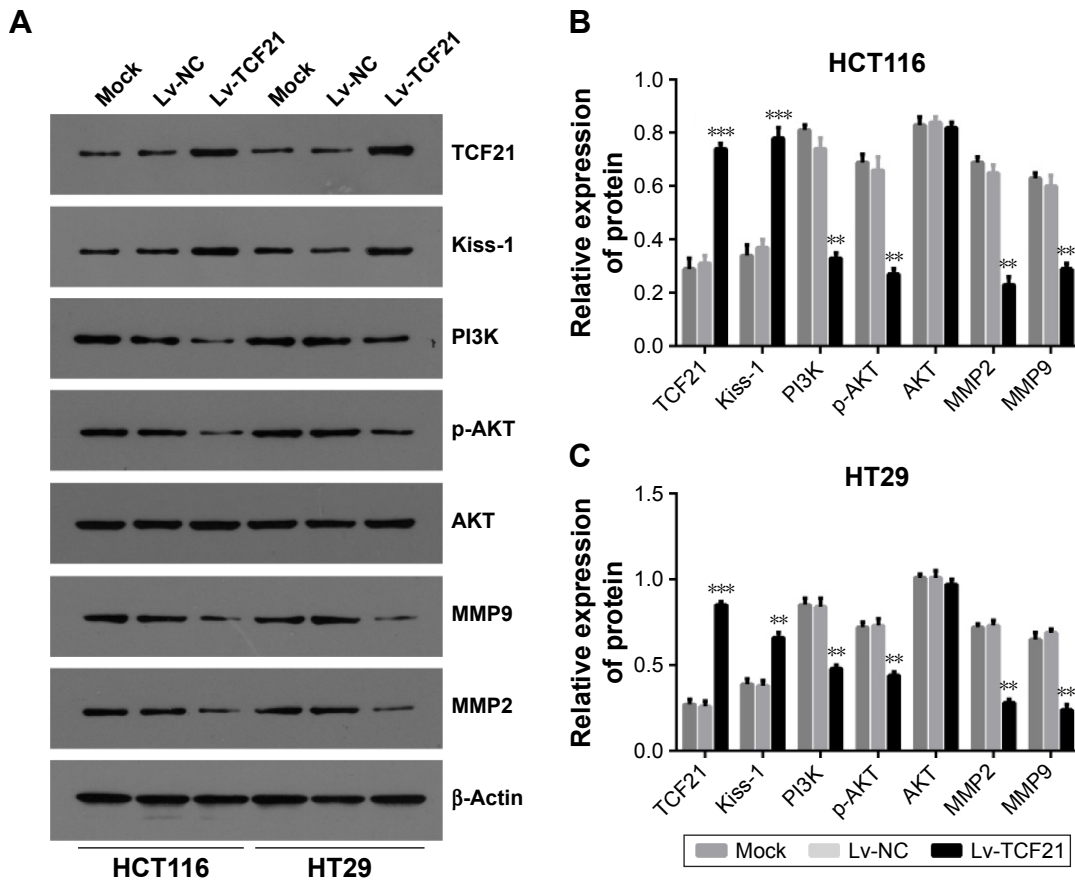 A
Mock
Lv-NC
Lv-TCF21
Mock
Lv-NC
Lv-TCF21
TCF21
Kiss-1
PI3K
p-AKT
AKT
MMP9
MMP2
β-Actin
HCT116
HT29
B
HCT116
Relative expression
of protein
1.0
0.8
0.6
0.4
0.2
0.0
***
***
**
**
**
**
TCF21
Kiss-1
PI3K
p-AKT
AKT
MMP2
MMP9
C
HT29
Relative expression
of protein
1.5
1.0
0.5
0.0
***
**
**
**
**
**
TCF21
Kiss-1
PI3K
p-AKT
AKT
MMP2
MMP9
Mock
Lv-NC
Lv-TCF21